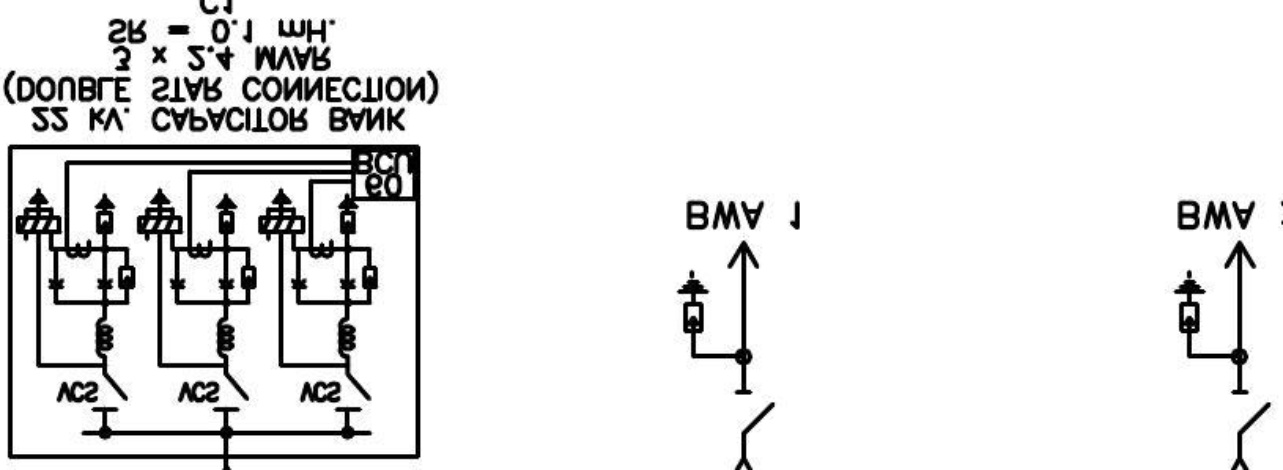 22 kV. CAPACITOR BANK
(DOUBLE STAR CONNECTION)
3 x 2.4 MVAR
SR = 0.1 mH.
C1
60
BCU
VCS VCS VCS
BWA 1
BWA